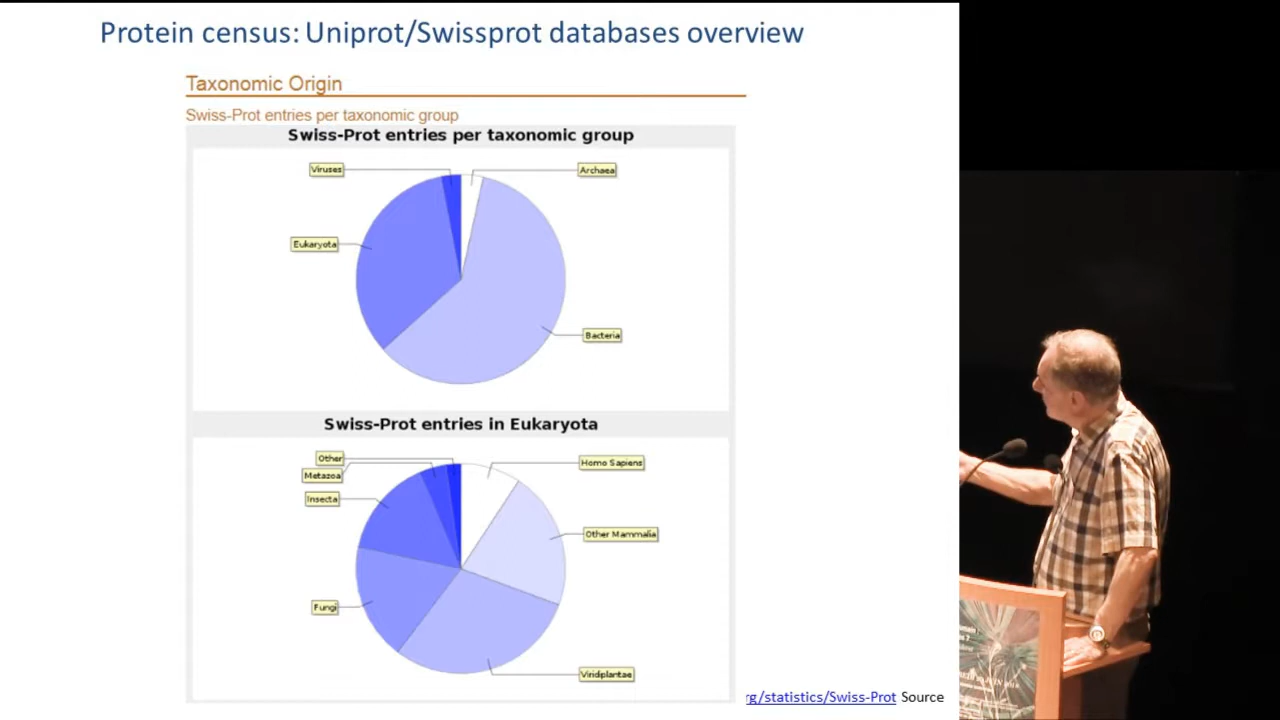 Protein census: Uniprot/Swissprot databases overview
Taxonomic Origin
Swiss-Prot entries per taxonomic group
Swiss-Prot entries per taxonomic group
Viruses
Archaea
Eukaryota
Bacteria
Swiss-Prot entries in Eukaryota
Other
Homo Sapiens
Metazoa
Insecta
Other Mammalia
Fungi
Viridplantae
rg/statistics/Swiss-Prot Source